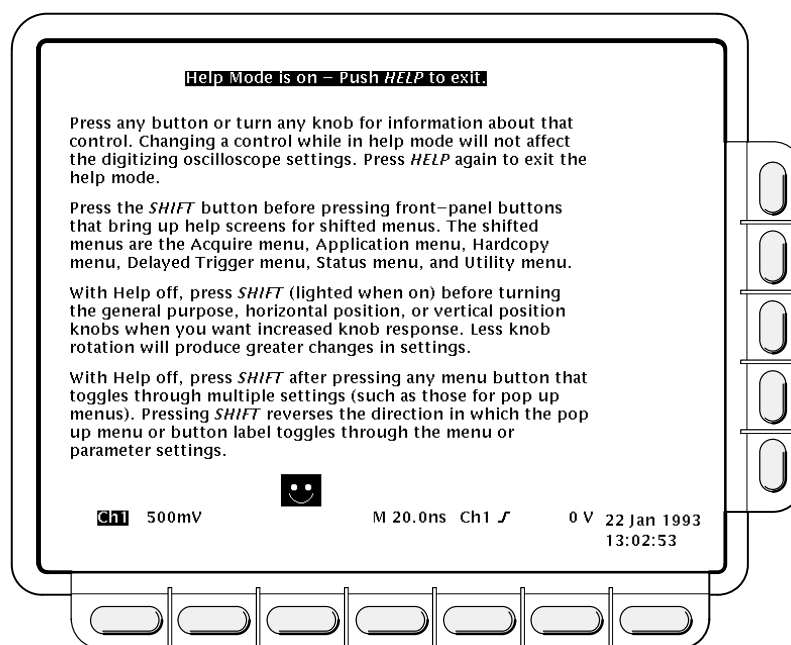 Help Mode is on – Push HELP to exit.
Press any button or turn any knob for information about that
control. Changing a control while in help mode will not affect
the digitizing oscilloscope settings. Press HELP again to exit the
help mode.
Press the SHIFT button before pressing front–panel buttons
that bring up help screens for shifted menus. The shifted
menus are the Acquire menu, Application menu, Hardcopy
menu, Delayed Trigger menu, Status menu, and Utility menu.
With Help off, press SHIFT (lighted when on) before turning
the general purpose, horizontal position, or vertical position
knobs when you want increased knob response. Less knob
rotation will produce greater changes in settings.
With Help off, press SHIFT after pressing any menu button that
toggles through multiple settings (such as those for pop up
menus). Pressing SHIFT reverses the direction in which the pop
up menu or button label toggles through the menu or
parameter settings.
Ch1 500mV M 20.0ns Ch1 0 V 22 Jan 1993
13:02:53